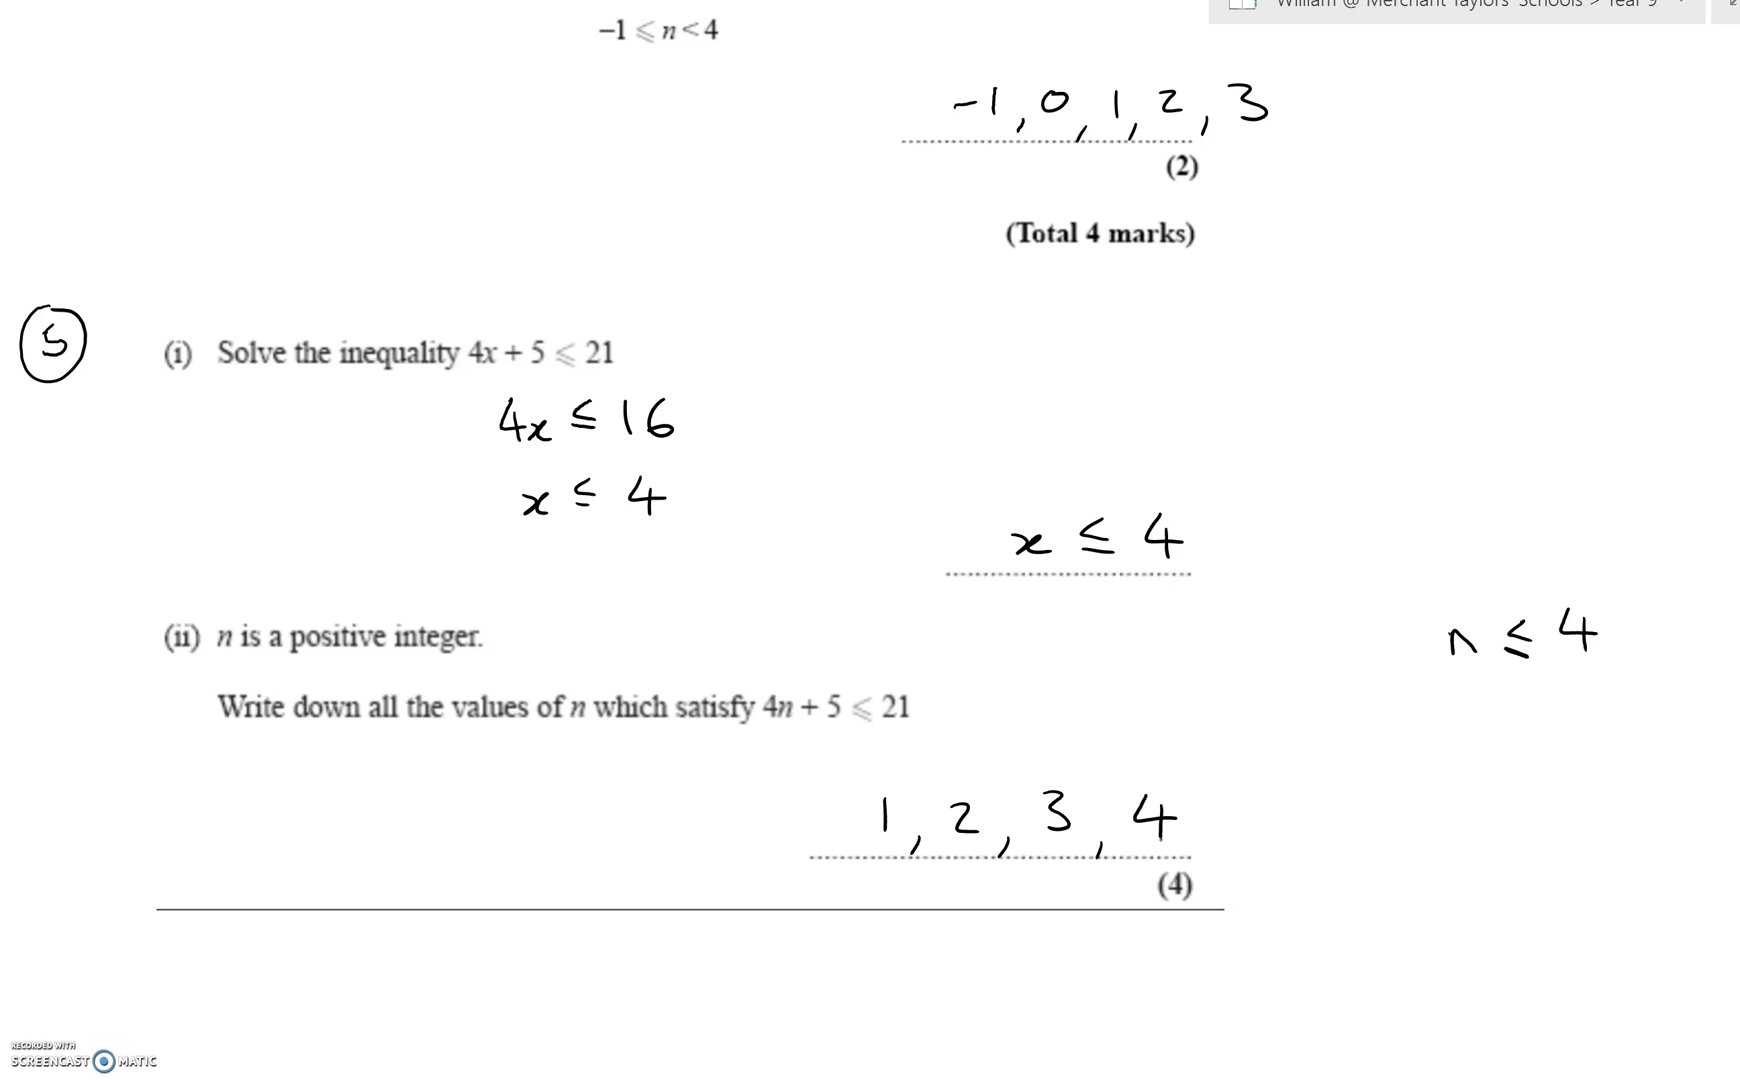 William @ Merchant Taylors' Schools > Year 9
−1 ⩽ n < 4
-1, 0, 1, 2, 3
(2)
(Total 4 marks)
5
(i) Solve the inequality 4x + 5 ⩽ 21
4x ≤ 16
x ≤ 4
x ≤ 4
(ii) n is a positive integer.
n ≤ 4
Write down all the values of n which satisfy 4n + 5 ⩽ 21
1, 2, 3, 4
(4)
RECORDED WITH
SCREENCAST MATIC